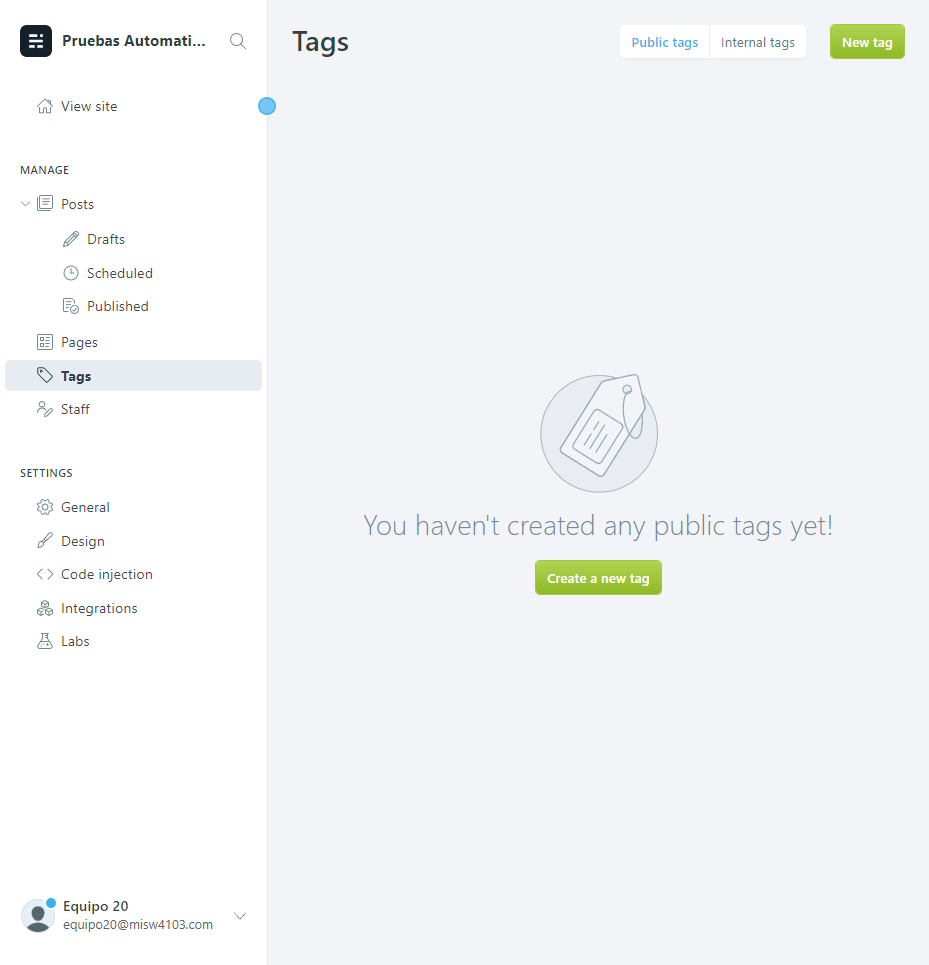 Pruebas Automati...
View site
MANAGE
Posts
Drafts
Scheduled
Published
Pages
Tags
Staff
SETTINGS
General
Design
Code injection
Integrations
Labs
Equipo 20
equipo20@misw4103.com
Tags
Public tags
Internal tags
New tag
You haven't created any public tags yet!
Create a new tag